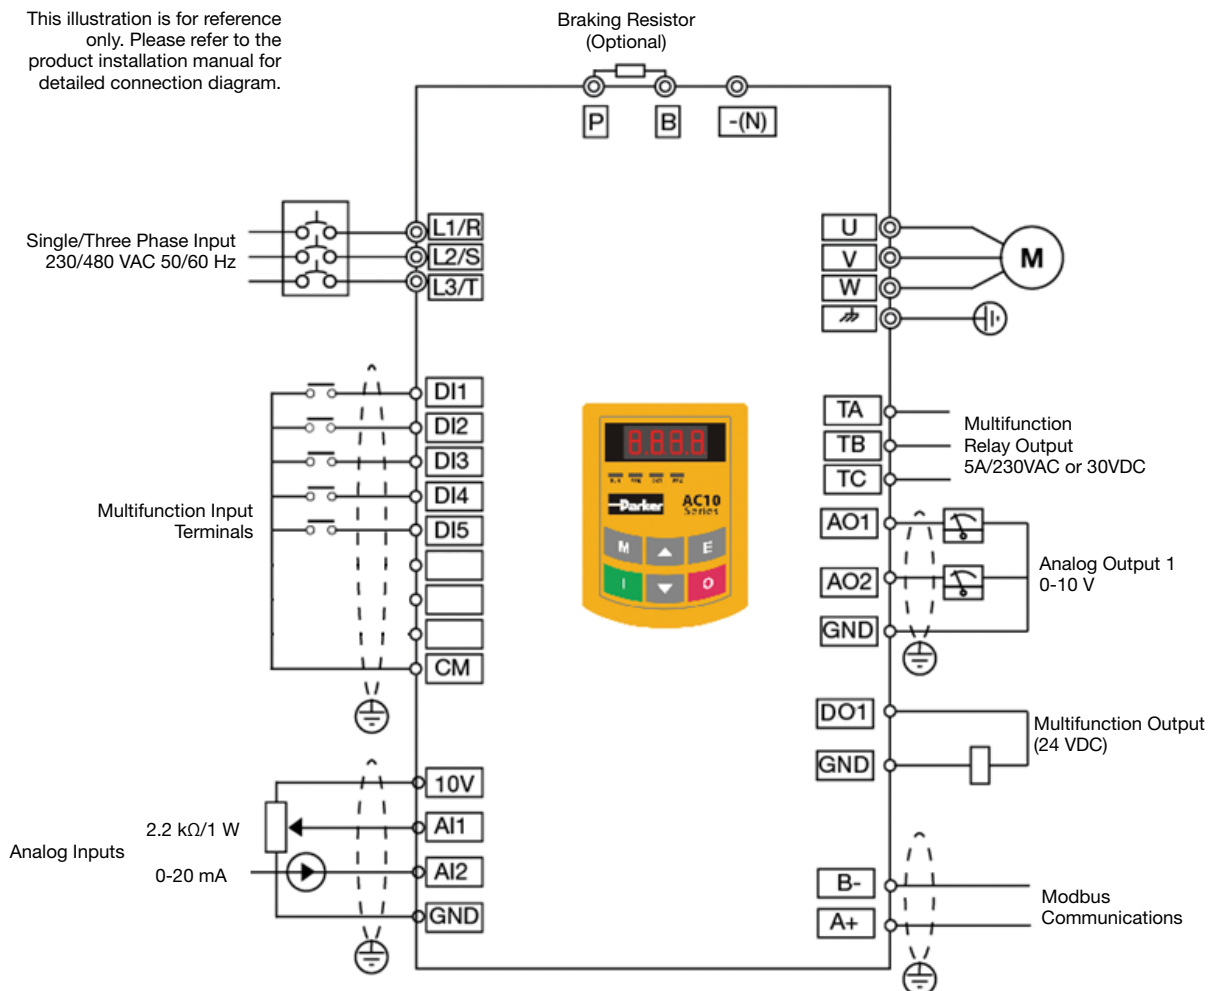 This illustration is for reference
only. Please refer to the
product installation manual for
detailed connection diagram.
Braking Resistor
(Optional)
P
B
-(N)
Single/Three Phase Input
230/480 VAC 50/60 Hz
L1/R
L2/S
L3/T
U
V
W
M
Multifunction Input
Terminals
DI1
DI2
DI3
DI4
DI5
CM
8.8.8.8
Parker
AC10
Series
M
E
I
O
TA
TB
TC
Multifunction
Relay Output
5A/230VAC or 30VDC
AO1
AO2
GND
Analog Output 1
0-10 V
DO1
GND
Multifunction Output
(24 VDC)
Analog Inputs
2.2 kΩ/1 W
0-20 mA
10V
AI1
AI2
GND
B-
A+
Modbus
Communications